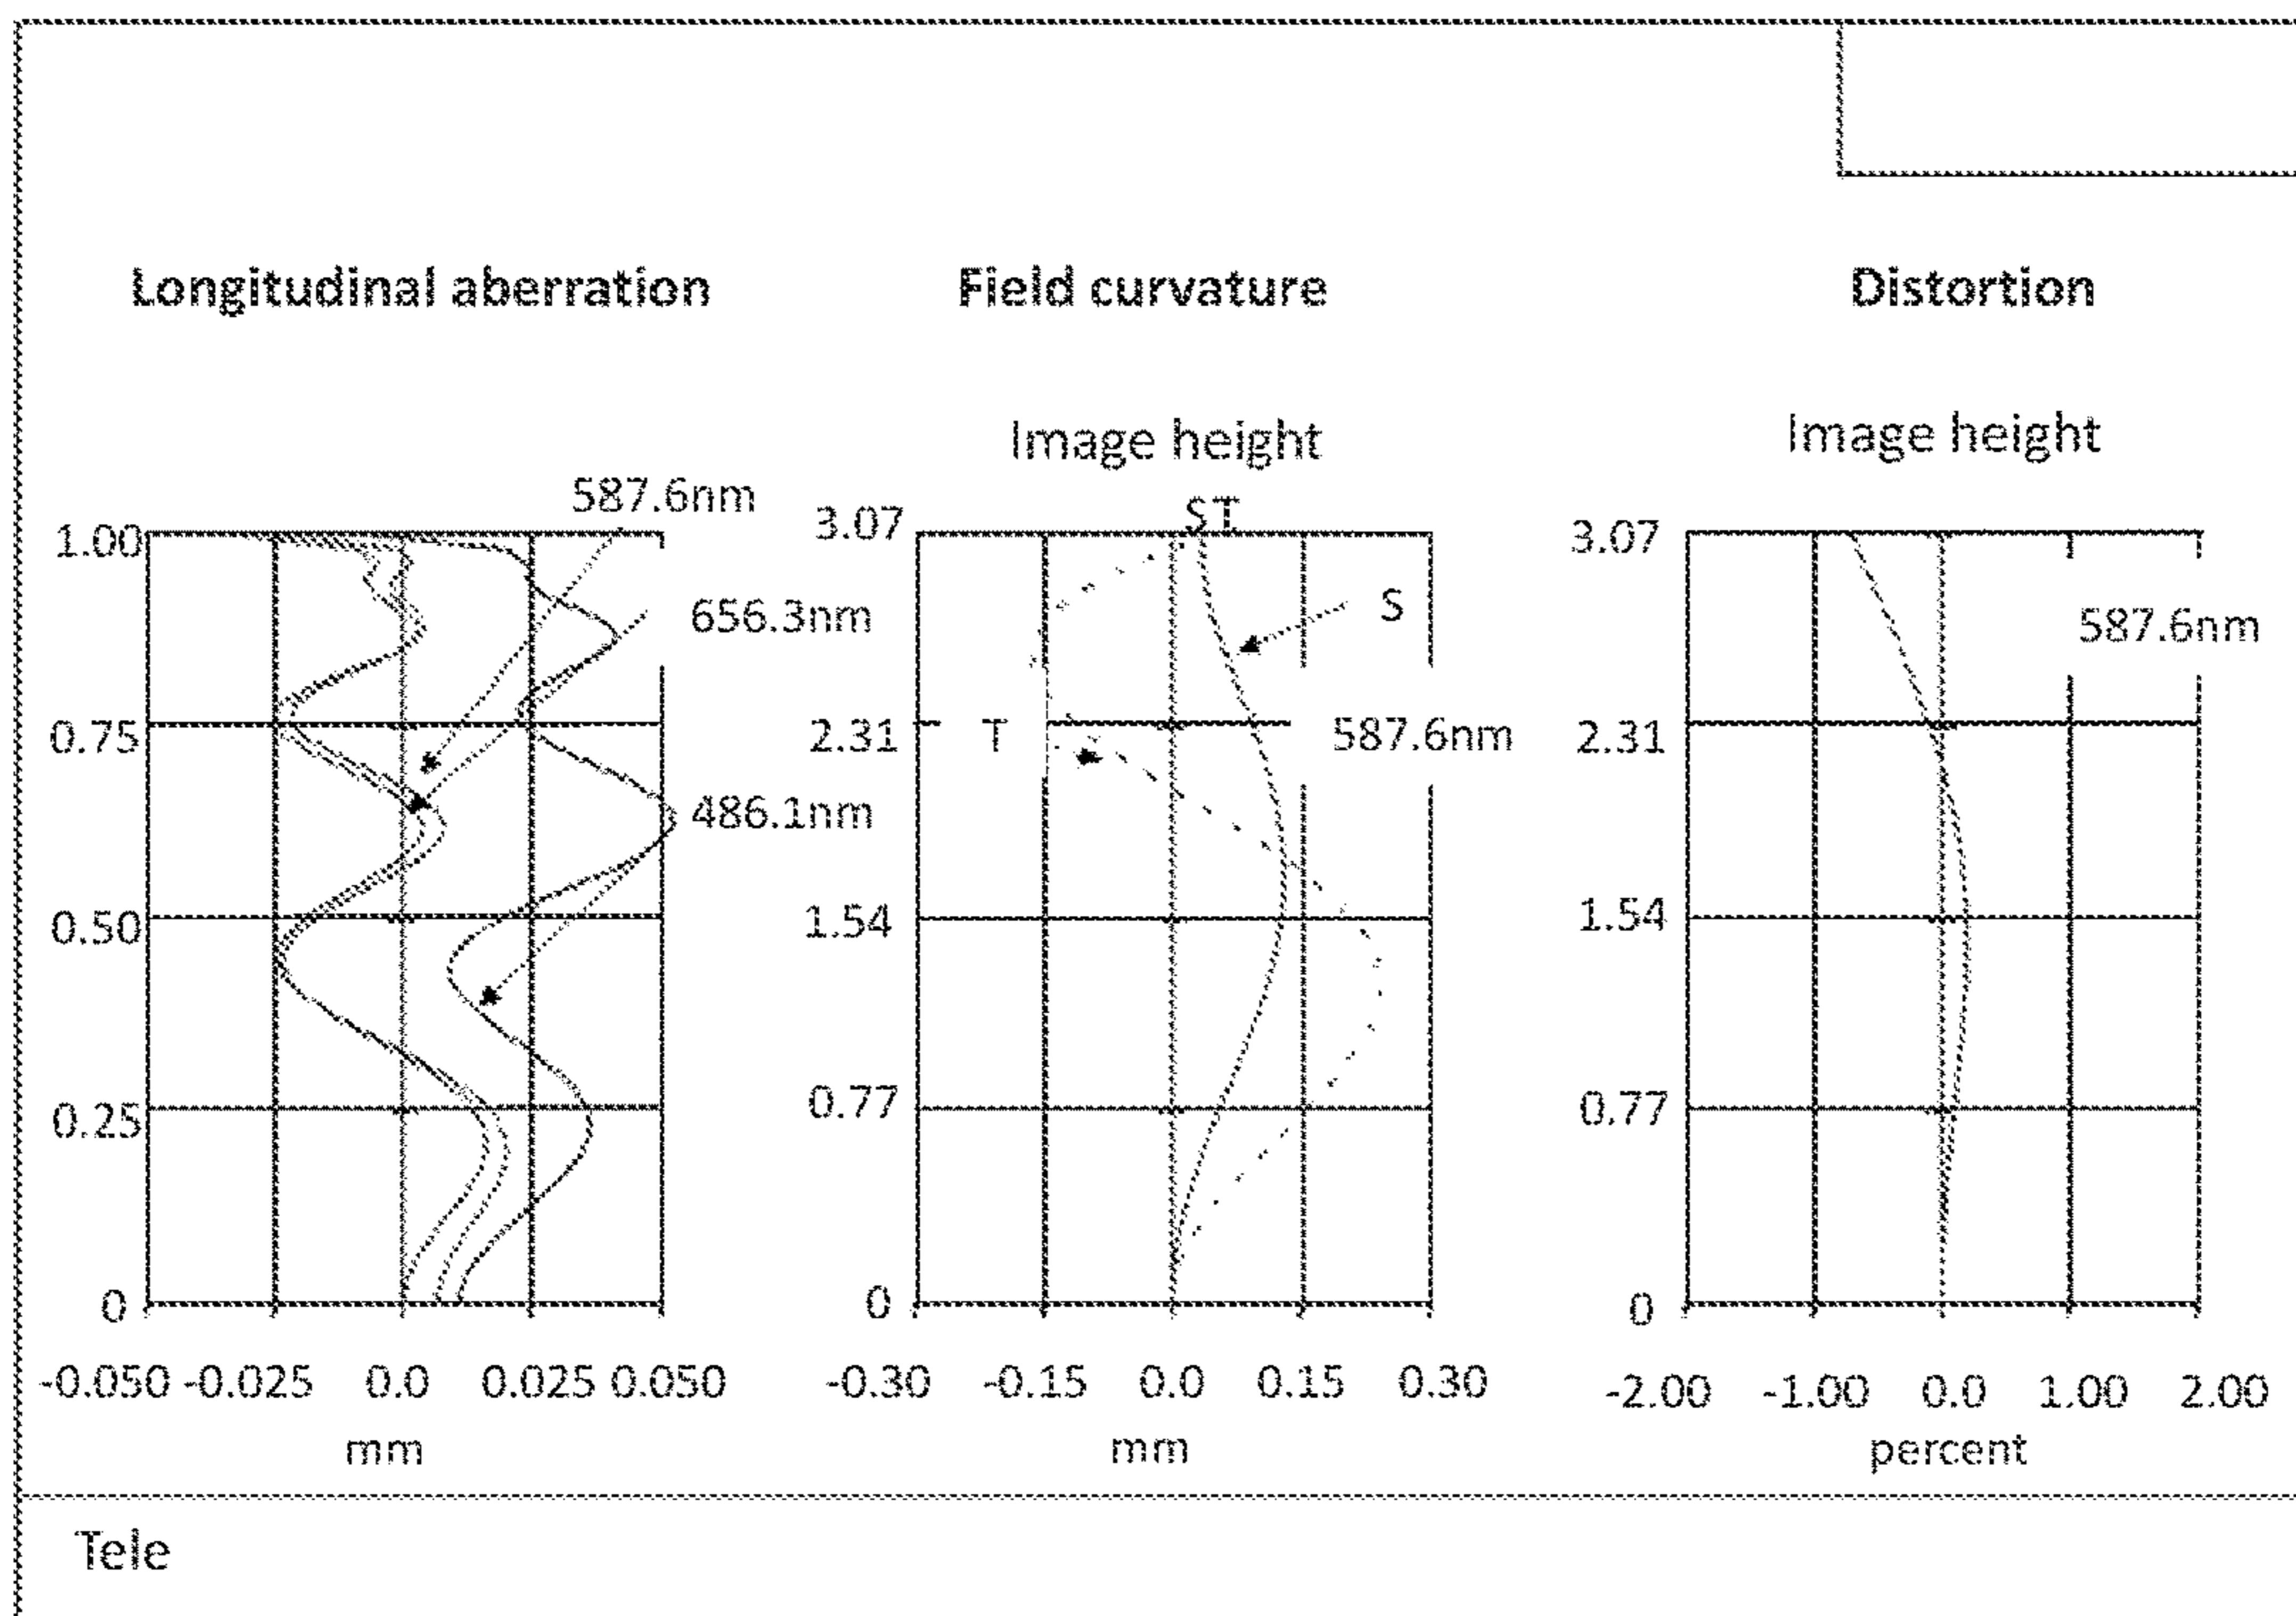 Longitudinal aberration
Field curvature
Distortion
Image height
Image height
587.6nm
656.3nm
486.1nm
1.00
0.75
0.50
0.25
0
-0.050 -0.025 0.0 0.025 0.050
mm
ST
3.07
S
2.31
T
587.6nm
1.54
0.77
0
-0.30 -0.15 0.0 0.15 0.30
mm
3.07
587.6nm
2.31
1.54
0.77
0
-2.00 -1.00 0.0 1.00 2.00
percent
Tele